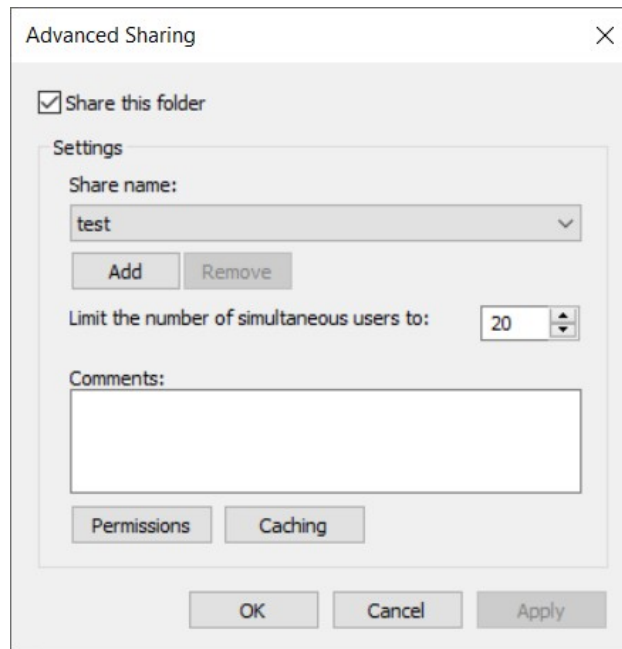 Advanced Sharing
Share this folder
Settings
Share name:
test
Add Remove
Limit the number of simultaneous users to: 20
Comments:
Permissions Caching
OK Cancel Apply